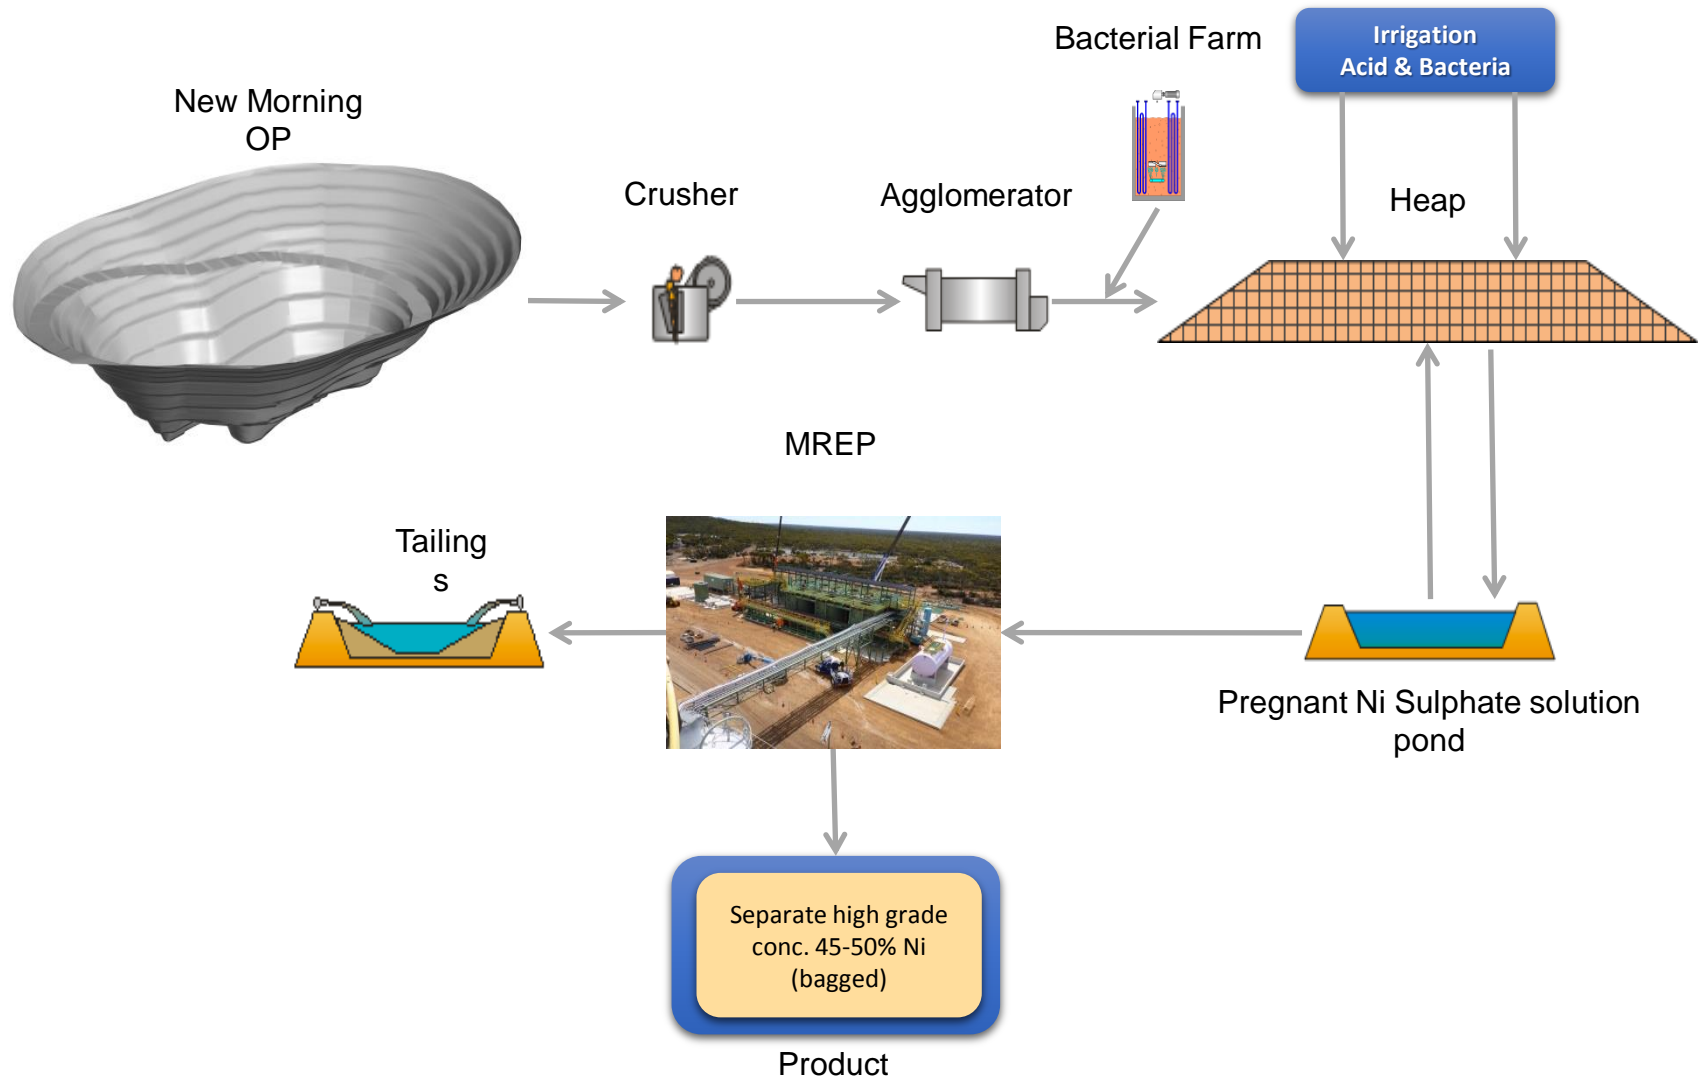 Bacterial Farm
Irrigation
Acid & Bacteria
New Morning
OP
Crusher
Agglomerator
Heap
MREP
Tailing
s
Pregnant Ni Sulphate solution
pond
Separate high grade
conc. 45-50% Ni
(bagged)
Product